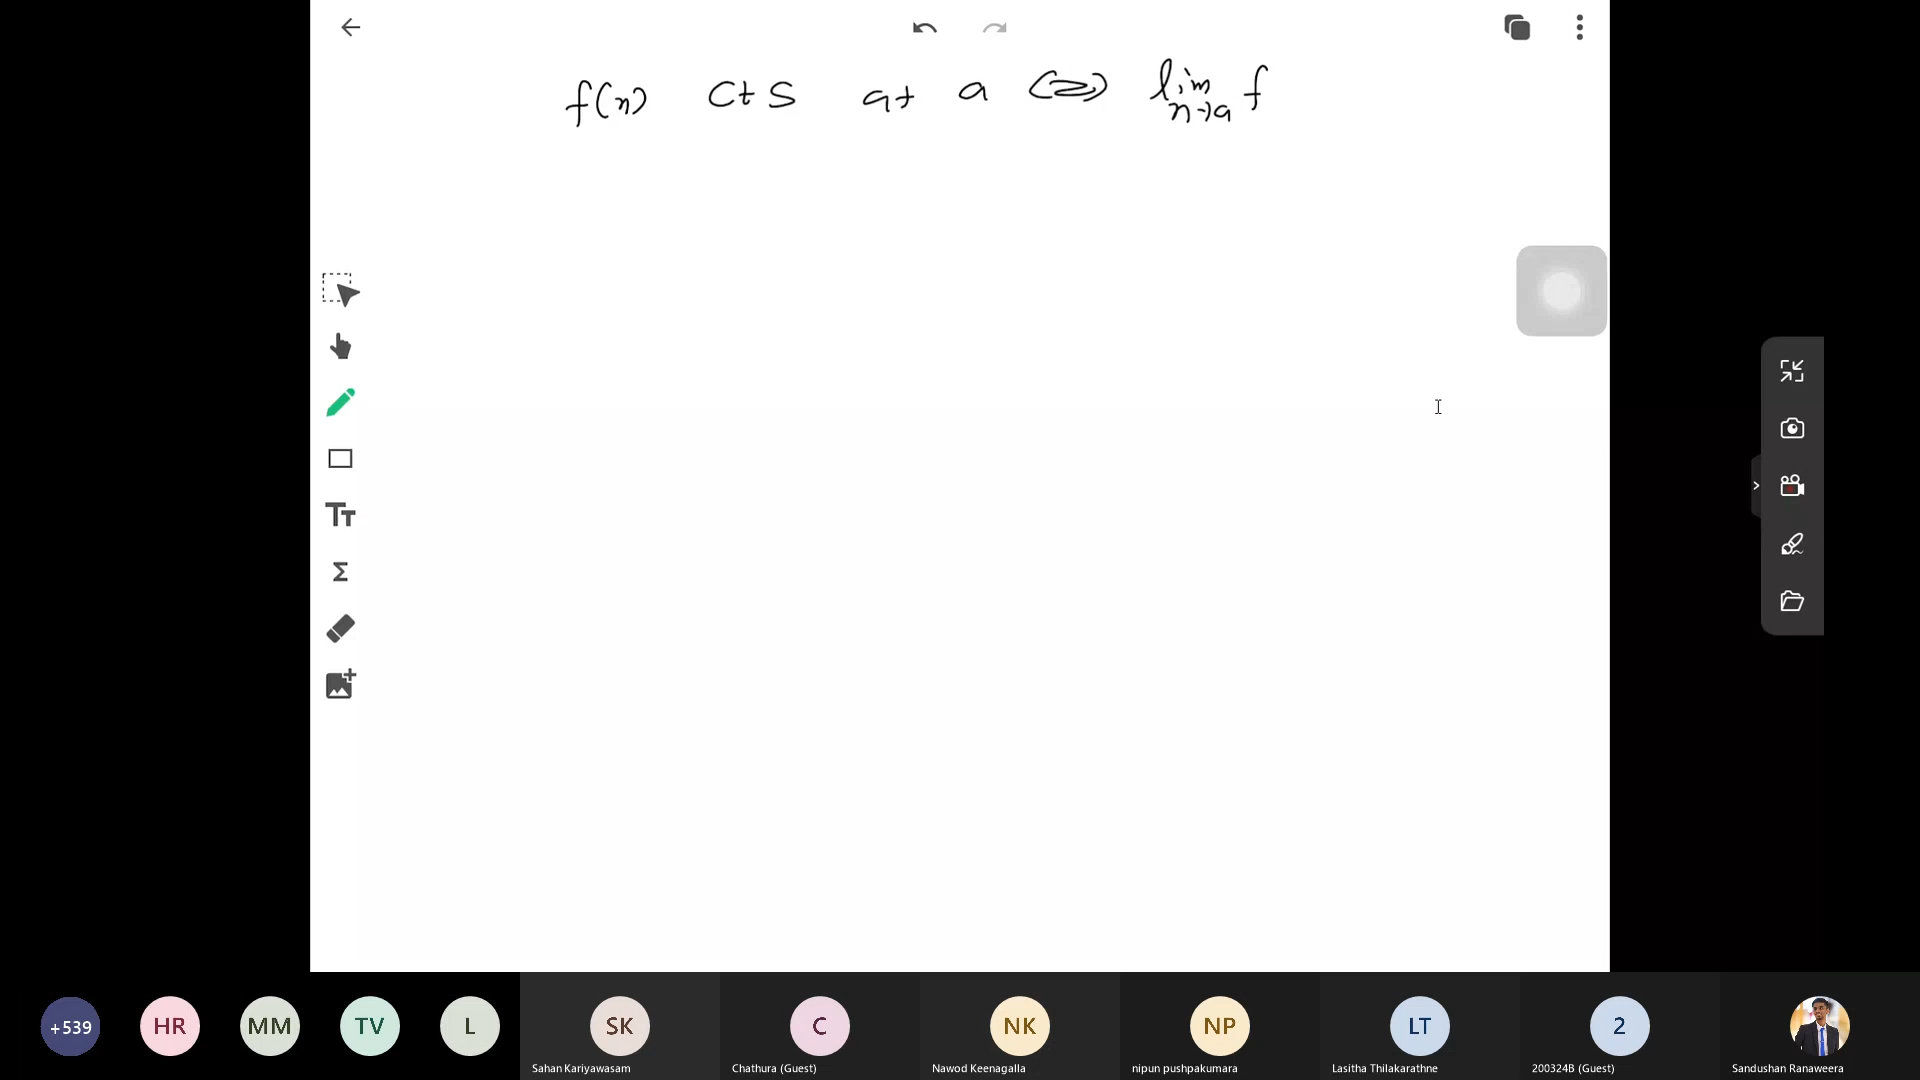 f(x) cts at a ⇔ lim f
x→a
Tт
Σ
+539
HR
MM
TV
L
SK
C
NK
NP
LT
2
Sahan Kariyawasam
Chathura (Guest)
Nawod Keenagalla
nipun pushpakumara
Lasitha Thilakarathne
200324B (Guest)
Sandushan Ranaweera